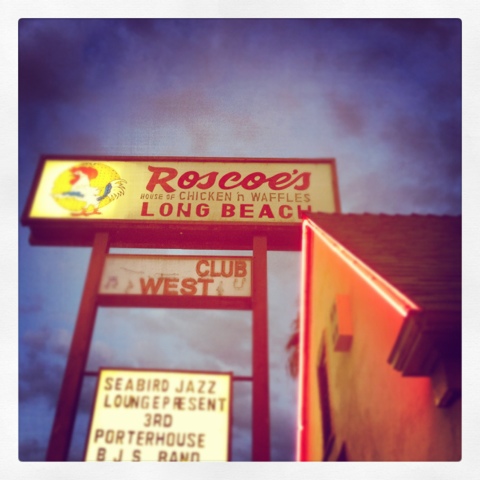 Roscoe's
HOUSE OF CHICKEN 'n WAFFLES
LONG BEACH
CLUB
WEST
SEABIRD JAZZ
LOUNGE PRESENT
3RD
PORTERHOUSE
B J S BAND